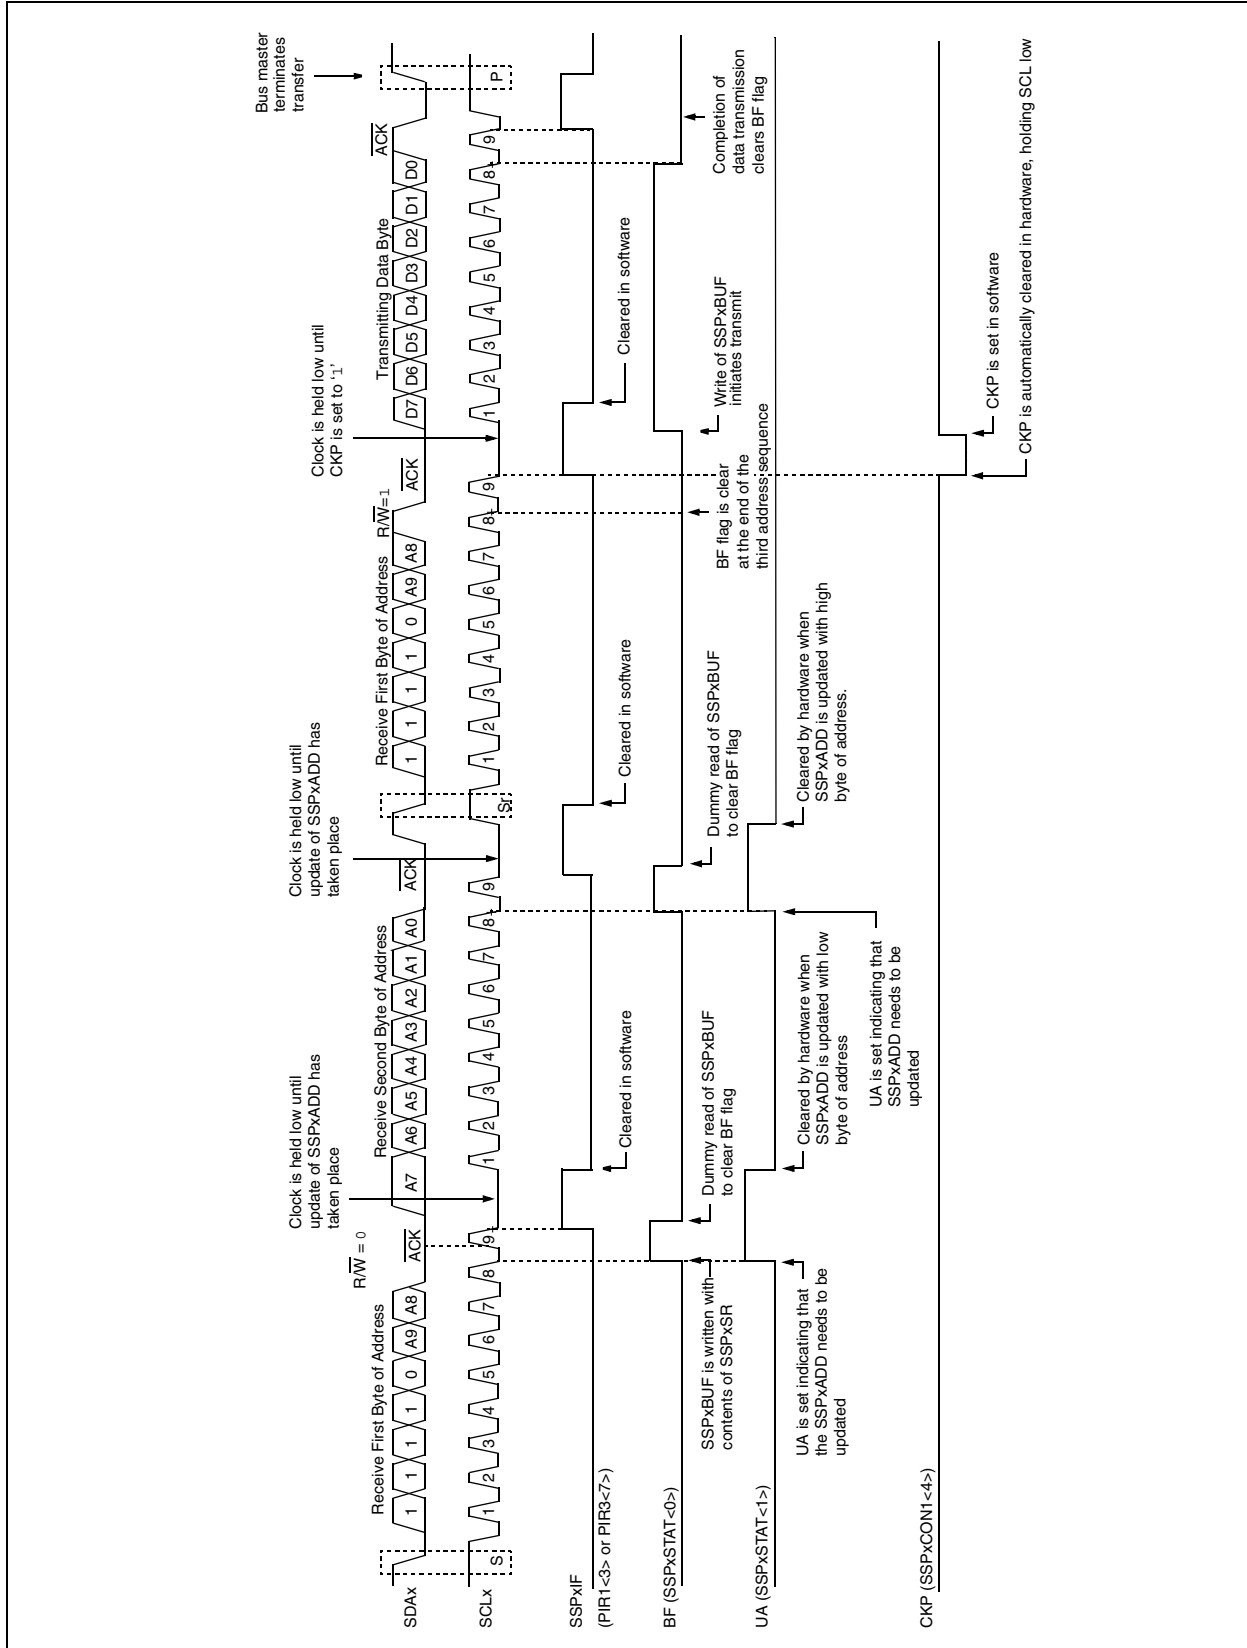 Bus master
terminates
transfer
Clock is held low until
update of SSPxADD has
taken place
Clock is held low until
update of SSPxADD has
taken place
Clock is held low until
CKP is set to ‘1’
R/W = 0
R/W=1
Receive First Byte of Address
ACK
Receive Second Byte of Address
ACK
Receive First Byte of Address
ACK
Transmitting Data Byte
ACK
SDAx
1 1 1 1 0 A9 A8
A7 A6 A5 A4 A3 A2 A1 A0
1 1 1 1 0 A9 A8
D7 D6 D5 D4 D3 D2 D1 D0
SCLx
S
1 2 3 4 5 6 7 8 9
1 2 3 4 5 6 7 8 9
Sr
1 2 3 4 5 6 7 8 9
1 2 3 4 5 6 7 8 9
P
SSPxIF
(PIR1<3> or PIR3<7>)
Cleared in software
Cleared in software
Cleared in software
BF (SSPxSTAT<0>)
SSPxBUF is written with
contents of SSPxSR
Dummy read of SSPxBUF
to clear BF flag
Dummy read of SSPxBUF
to clear BF flag
BF flag is clear
at the end of the
third address sequence
Write of SSPxBUF
initiates transmit
Completion of
data transmission
clears BF flag
UA (SSPxSTAT<1>)
UA is set indicating that
the SSPxADD needs to be
updated
Cleared by hardware when
SSPxADD is updated with low
byte of address
UA is set indicating that
SSPxADD needs to be
updated
Cleared by hardware when
SSPxADD is updated with high
byte of address.
CKP (SSPxCON1<4>)
CKP is set in software
CKP is automatically cleared in hardware, holding SCL low